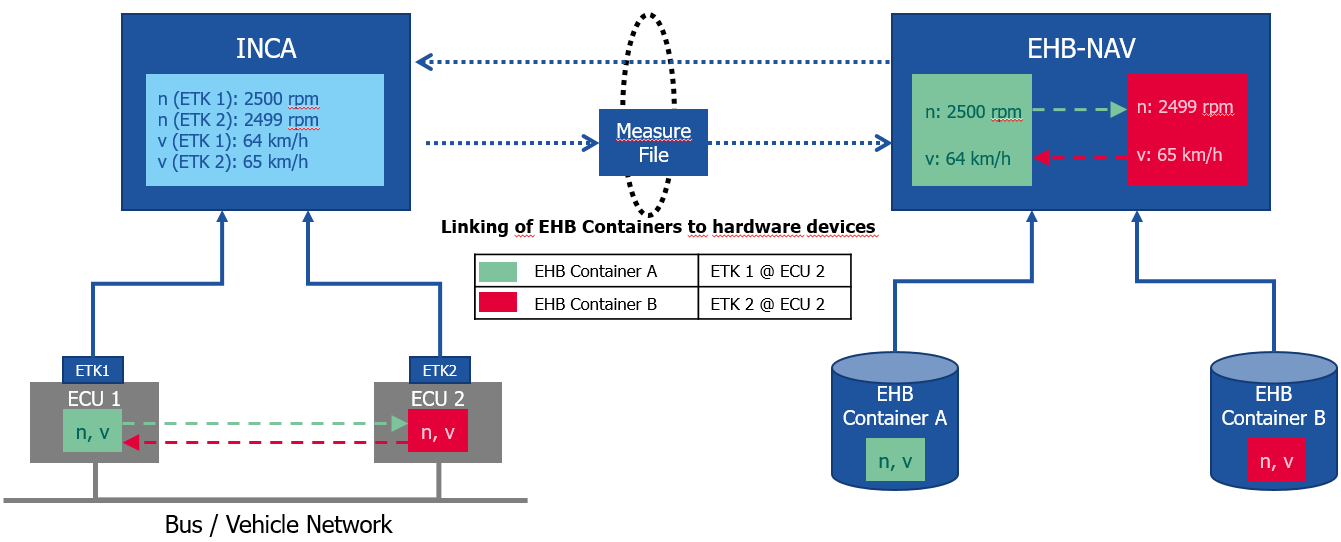 INCA
n (ETK 1): 2500 rpm
n (ETK 2): 2499 rpm
v (ETK 1): 64 km/h
v (ETK 2): 65 km/h
Measure
File
EHB-NAV
n: 2500 rpm
v: 64 km/h
n: 2499 rpm
v: 65 km/h
Linking of EHB Containers to hardware devices
EHB Container A ETK 1 @ ECU 2
EHB Container B ETK 2 @ ECU 2
ETK1
ECU 1
n, v
ETK2
ECU 2
n, v
Bus / Vehicle Network
EHB
Container A
n, v
EHB
Container B
n, v